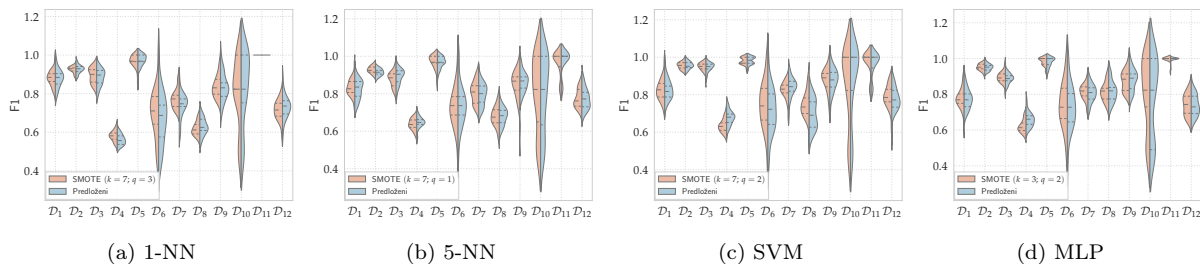 F1
1.2
1.0
0.8
0.6
0.4
SMOTE (k = 7; q = 3)
Predloženi
D1 D2 D3 D4 D5 D6 D7 D8 D9 D10 D11 D12
(a) 1-NN
F1
1.2
1.0
0.8
0.6
0.4
SMOTE (k = 7; q = 1)
Predloženi
D1 D2 D3 D4 D5 D6 D7 D8 D9 D10 D11 D12
(b) 5-NN
F1
1.2
1.0
0.8
0.6
0.4
SMOTE (k = 7; q = 2)
Predloženi
D1 D2 D3 D4 D5 D6 D7 D8 D9 D10 D11 D12
(c) SVM
F1
1.2
1.0
0.8
0.6
0.4
SMOTE (k = 3; q = 2)
Predloženi
D1 D2 D3 D4 D5 D6 D7 D8 D9 D10 D11 D12
(d) MLP